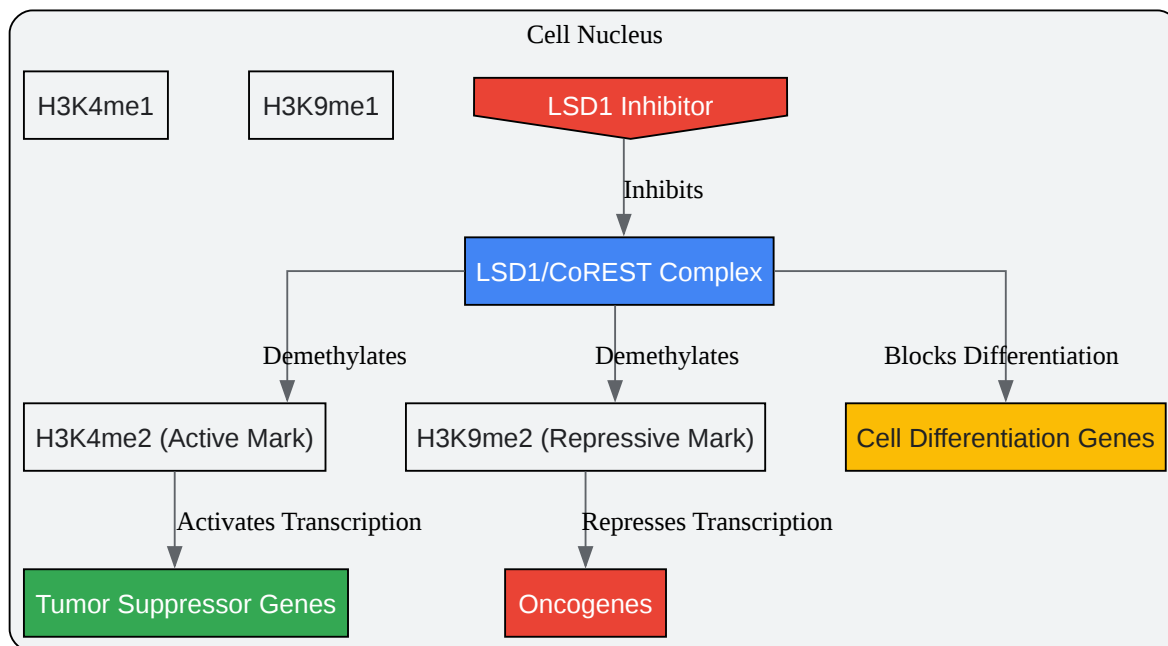 Cell Nucleus
H3K4me1
H3K9me1
LSD1 Inhibitor
Inhibits
LSD1/CoREST Complex
Demethylates
Demethylates
Blocks Differentiation
H3K4me2 (Active Mark)
H3K9me2 (Repressive Mark)
Cell Differentiation Genes
Activates Transcription
Represses Transcription
Tumor Suppressor Genes
Oncogenes